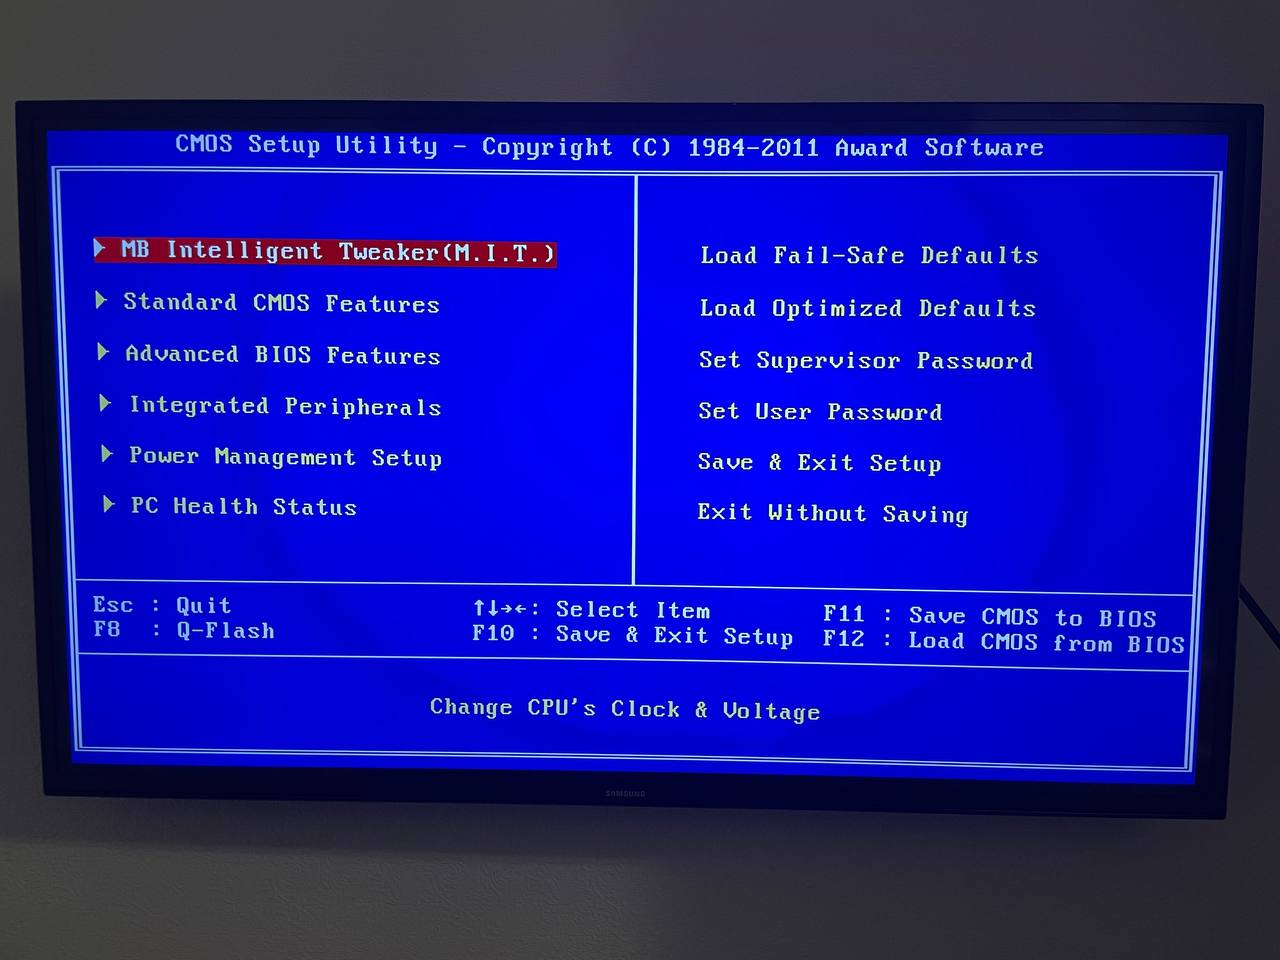 CMOS Setup Utility - Copyright (C) 1984-2011 Award Software
MB Intelligent Tweaker(M.I.T.)
Standard CMOS Features
Advanced BIOS Features
Integrated Peripherals
Power Management Setup
PC Health Status
Load Fail-Safe Defaults
Load Optimized Defaults
Set Supervisor Password
Set User Password
Save & Exit Setup
Exit Without Saving
Esc : Quit
F8 : Q-Flash
↑↓→←: Select Item
F10 : Save & Exit Setup
F11 : Save CMOS to BIOS
F12 : Load CMOS from BIOS
Change CPU's Clock & Voltage
SAMSUNG